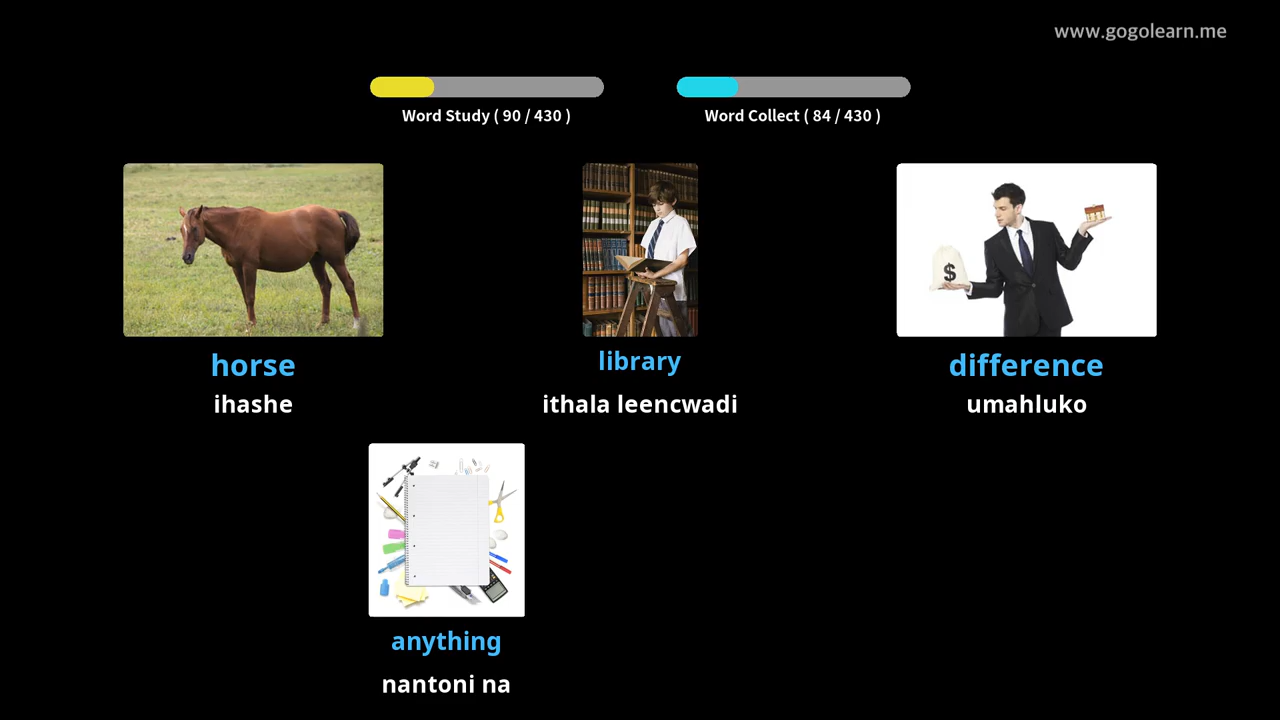 www.gogolearn.me
Word Study ( 90 / 430 )
Word Collect ( 84 / 430 )
$
horse
ihashe
library
ithala leencwadi
difference
umahluko
anything
nantoni na